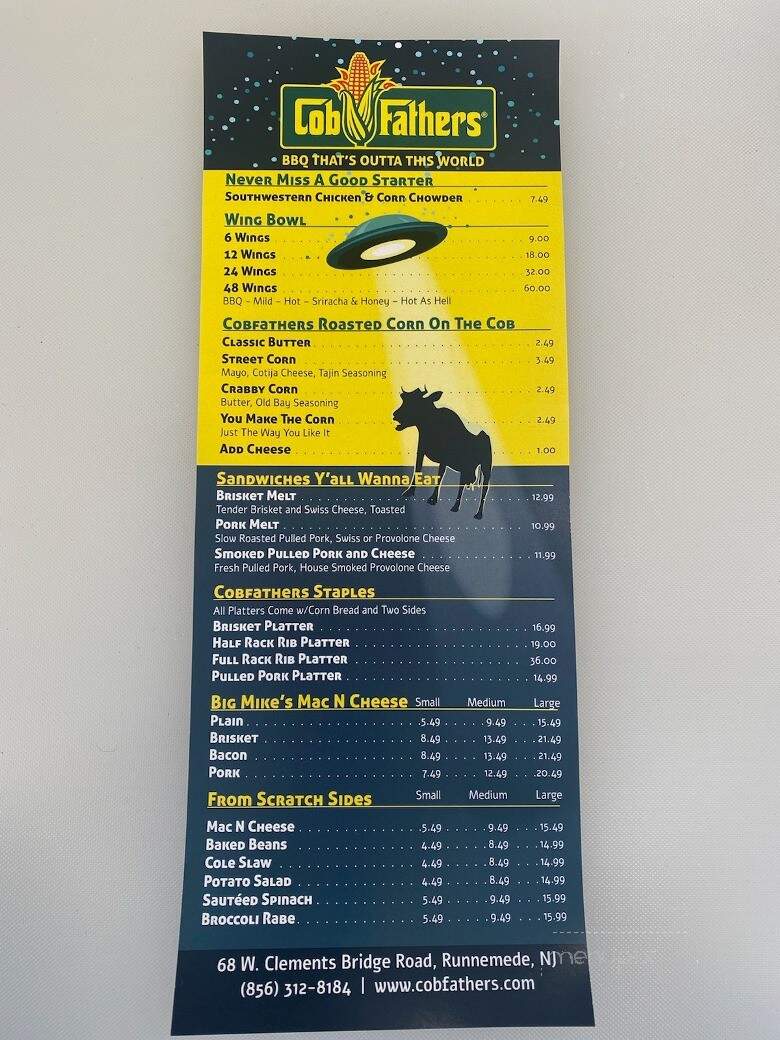 Cob Fathers®
BBQ THAT'S OUTTA THIS WORLD
Never Miss A Good Starter
Southwestern Chicken & Corn Chowder 7.49
Wing Bowl
6 Wings 9.00
12 Wings 18.00
24 Wings 32.00
48 Wings 60.00
BBQ – Mild – Hot – Sriracha & Honey – Hot As Hell
Cobfathers Roasted Corn On The Cob
Classic Butter 2.49
Street Corn 3.49
Mayo, Cotija Cheese, Tajin Seasoning
Crabby Corn 2.49
Butter, Old Bay Seasoning
You Make The Corn 2.49
Just The Way You Like It
Add Cheese 1.00
Sandwiches Y'all Wanna Eat
Brisket Melt 12.99
Tender Brisket and Swiss Cheese, Toasted
Pork Melt 10.99
Slow Roasted Pulled Pork, Swiss or Provolone Cheese
Smoked Pulled Pork and Cheese 11.99
Fresh Pulled Pork, House Smoked Provolone Cheese
Cobfathers Staples
All Platters Come w/Corn Bread and Two Sides
Brisket Platter 16.99
Half Rack Rib Platter 19.00
Full Rack Rib Platter 36.00
Pulled Pork Platter 14.99
Big Mike's Mac N Cheese Small Medium Large
Plain 5.49 9.49 15.49
Brisket 8.49 13.49 21.49
Bacon 8.49 13.49 21.49
Pork 7.49 12.49 20.49
From Scratch Sides Small Medium Large
Mac N Cheese 5.49 9.49 15.49
Baked Beans 4.49 8.49 14.99
Cole Slaw 4.49 8.49 14.99
Potato Salad 4.49 8.49 14.99
Sautéed Spinach 5.49 9.49 15.99
Broccoli Rabe 5.49 9.49 15.99
68 W. Clements Bridge Road, Runnemede, NJ
(856) 312-8184 | www.cobfathers.com